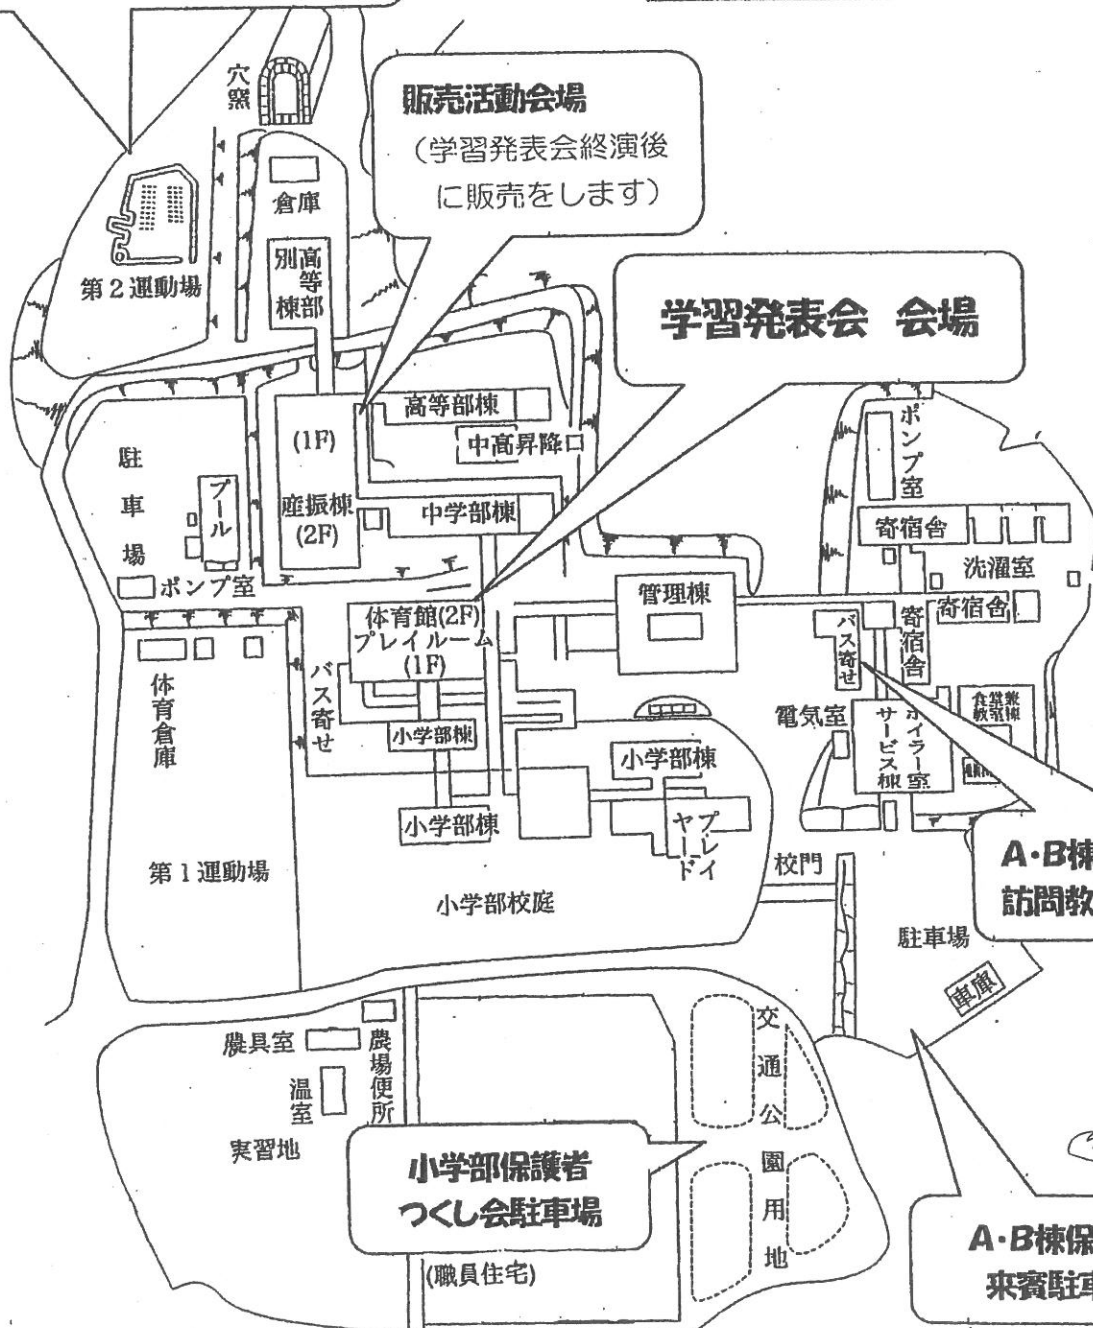 穴窯
販売活動会場
(学習発表会終演後
に販売をします)
倉庫
第2運動場
高等部
別棟
学習発表会 会場
高等部棟
中高昇降口
(1F)
産振棟
(2F)
中学部棟
駐車場
プール
ポンプ室
ポンプ室
寄宿舎
洗濯室
寄宿舎
寄宿舎
管理棟
バス寄せ
体育館(2F)
プレイルーム
(1F)
バス寄せ
体育倉庫
小学部棟
小学部棟
小学部棟
プレイ
ヤード
電気室
ボイラー室
サービス棟
第1運動場
小学部校庭
校門
A・B棟
訪問教
駐車場
車庫
農具室
農場便所
温室
実習地
交通公園用地
小学部保護者
つくし会駐車場
(職員住宅)
A・B棟保
来賓駐車